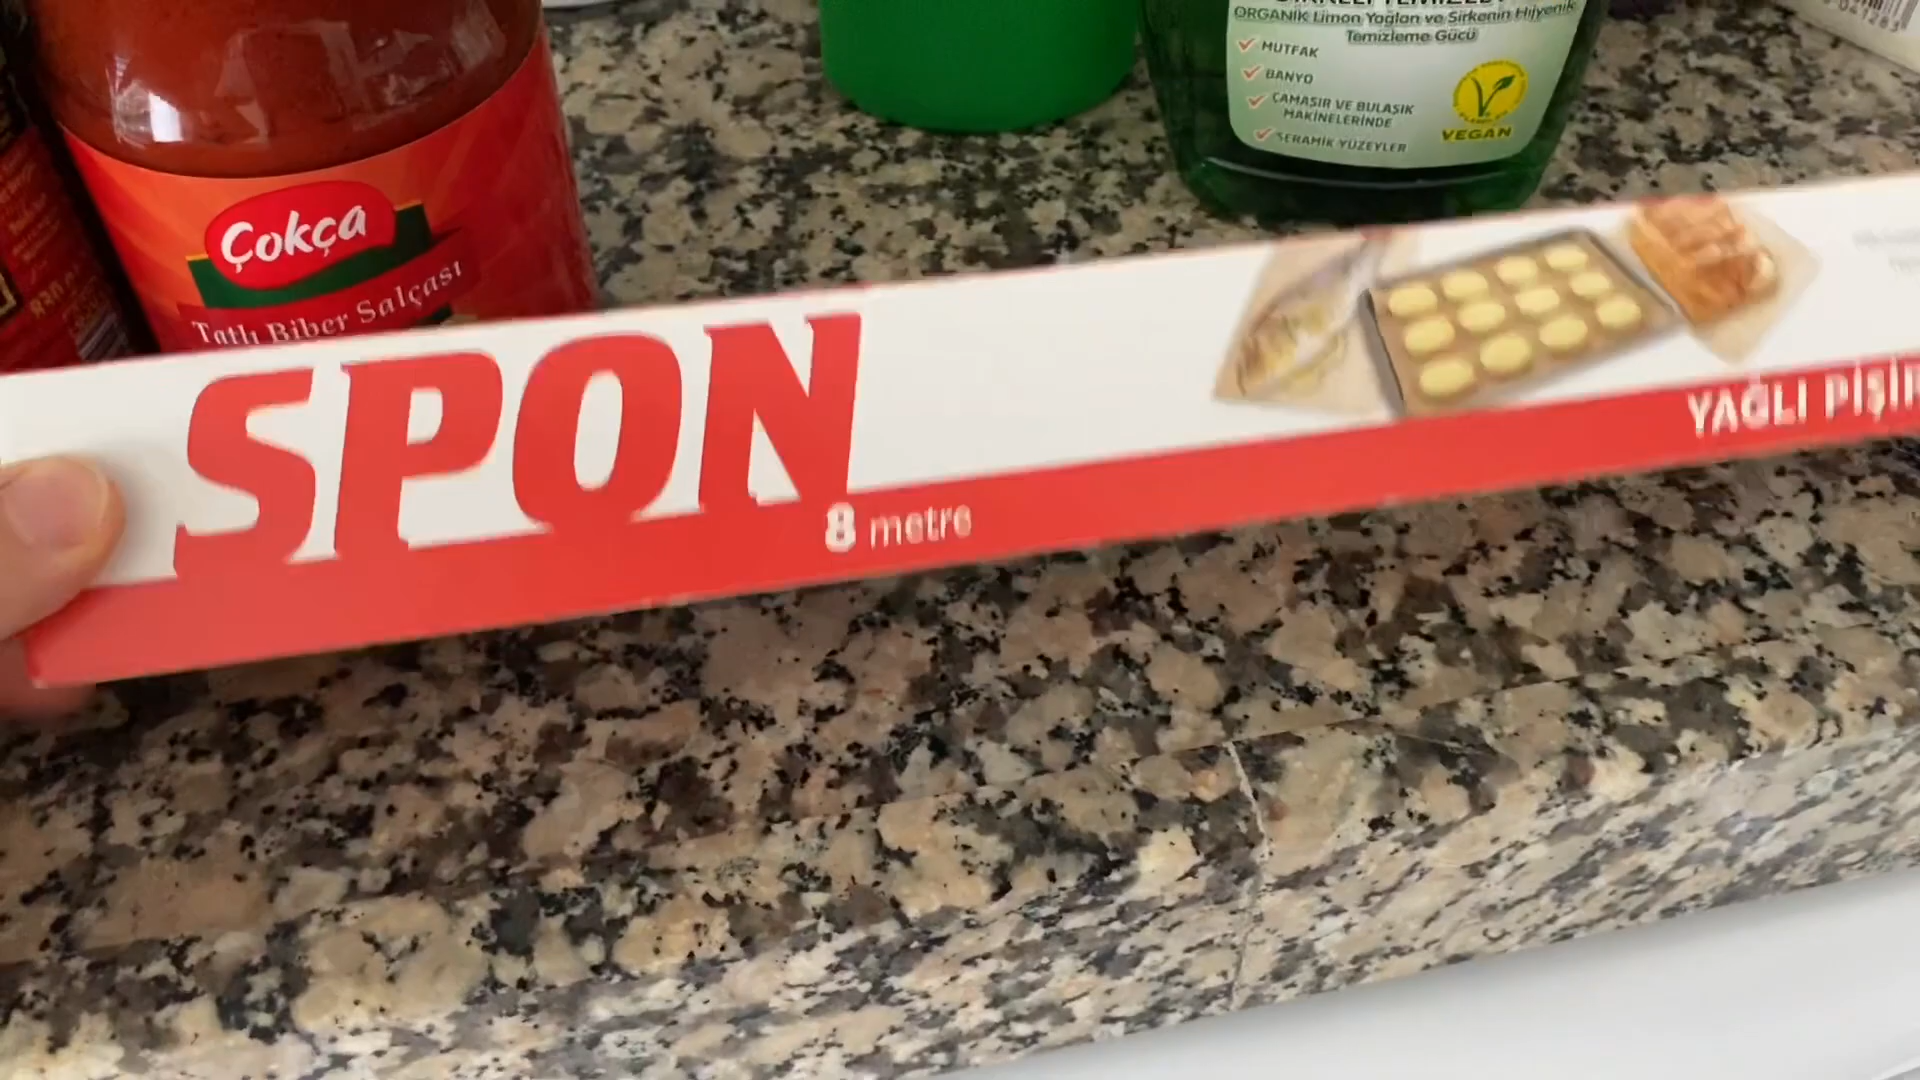 ORGANİK Limon Yağları ve Sirkenin Hijyenik
Temizleme Gücü
MUTFAK
BANYO
ÇAMAŞIR VE BULAŞIK
MAKİNELERİNDE
SERAMİK YÜZEYLER
VEGAN
Çokça
Tatlı Biber Salçası
SPON
8 metre
YAĞLI PİŞİR